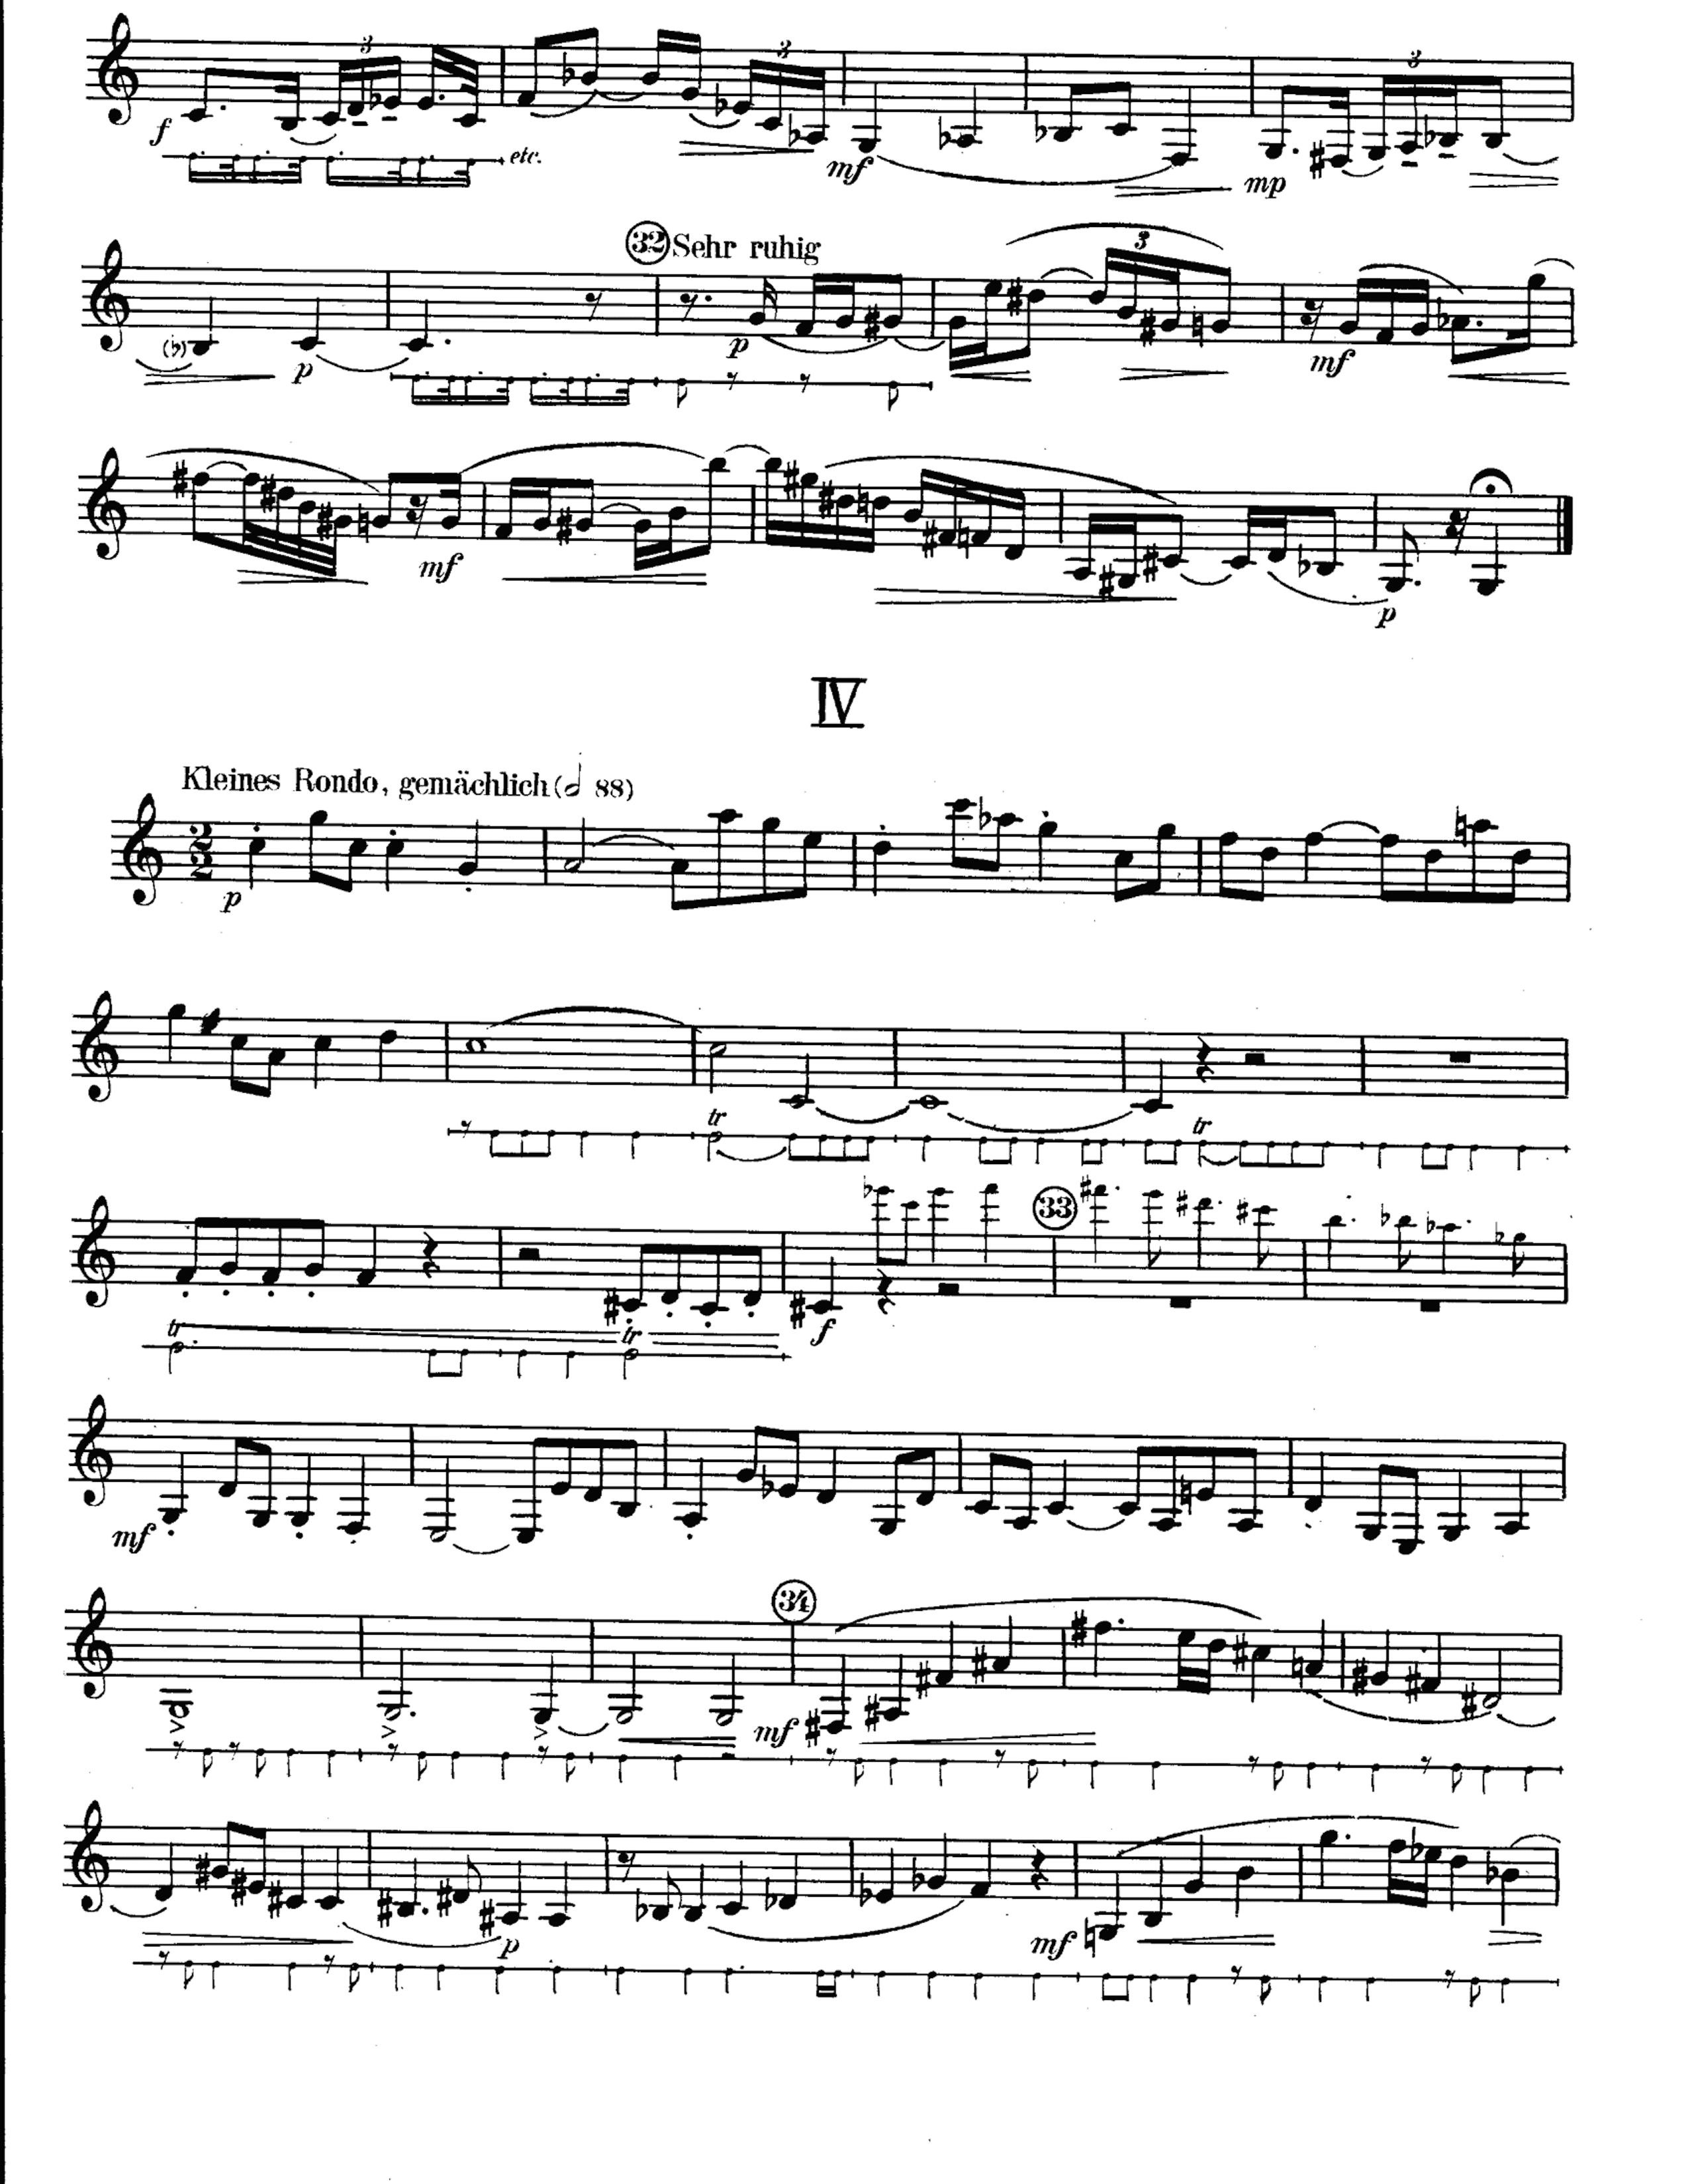 3 3 3
f etc. mf mp
32 Sehr ruhig
3
(b) p p mf
mf p
IV
Kleines Rondo, gemächlich ( 88)
2
2
p
tr tr
33
tr tr f
mf
34
mf
p mf